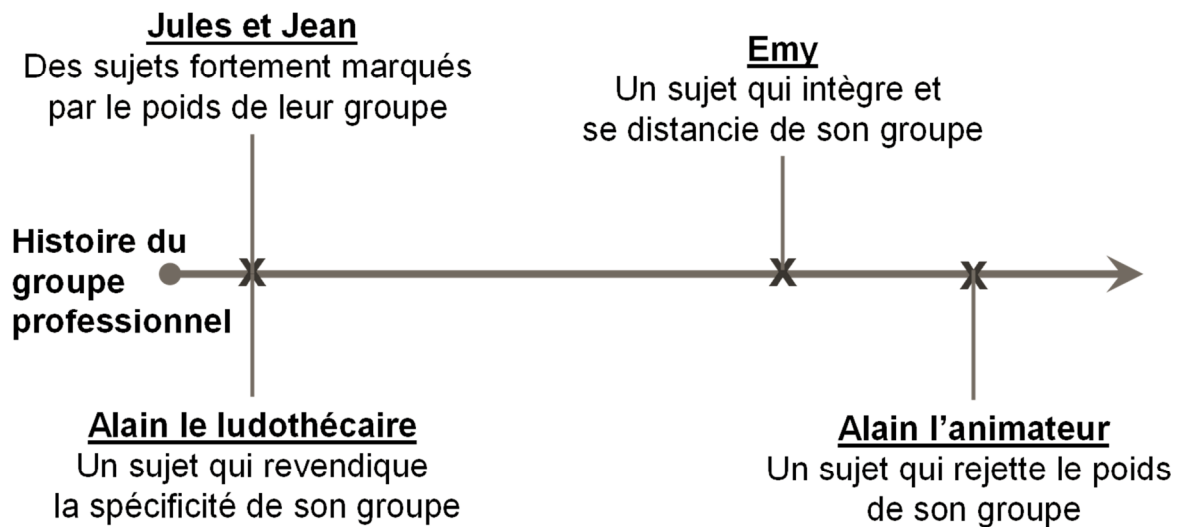 Jules et Jean
Des sujets fortement marqués
par le poids de leur groupe
Emy
Un sujet qui intègre et
se distancie de son groupe
Histoire du
groupe
professionnel
X
X
X
Alain le ludothécaire
Un sujet qui revendique
la spécificité de son groupe
Alain l’animateur
Un sujet qui rejette le poids
de son groupe